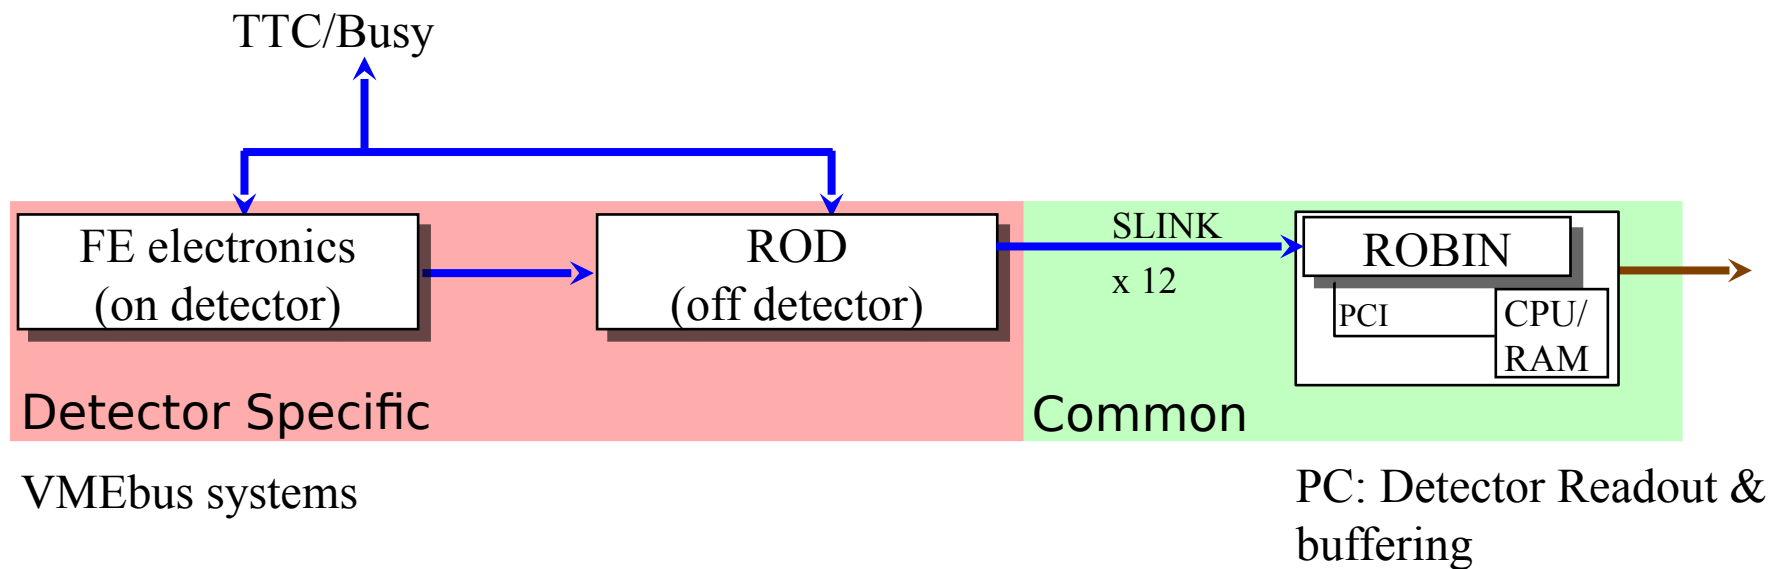 TTC/Busy
FE electronics
(on detector)
ROD
(off detector)
SLINK
x 12
ROBIN
PCI
CPU/
RAM
Detector Specific
Common
VMEbus systems
PC: Detector Readout &
buffering